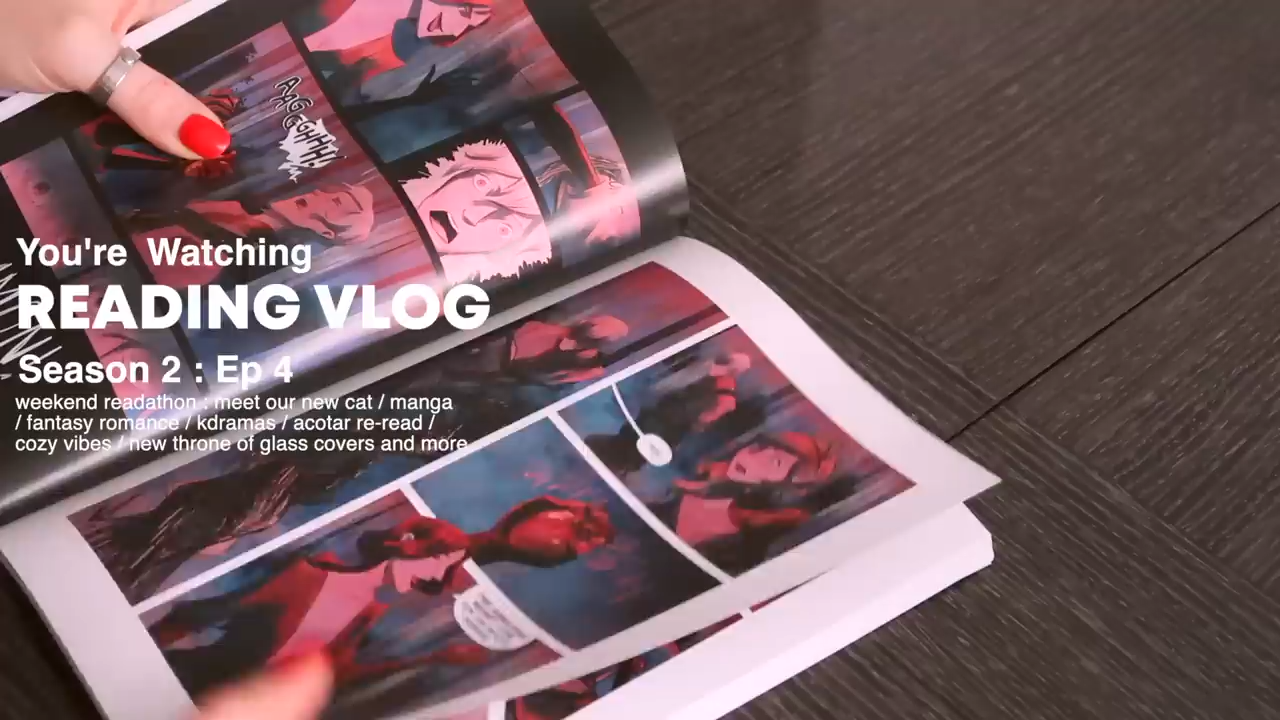 AAAGGGHHH!
You're Watching
READING VLOG
Season 2 : Ep 4
weekend readathon : meet our new cat / manga
/ fantasy romance / kdramas / acotar re-read /
cozy vibes / new throne of glass covers and more